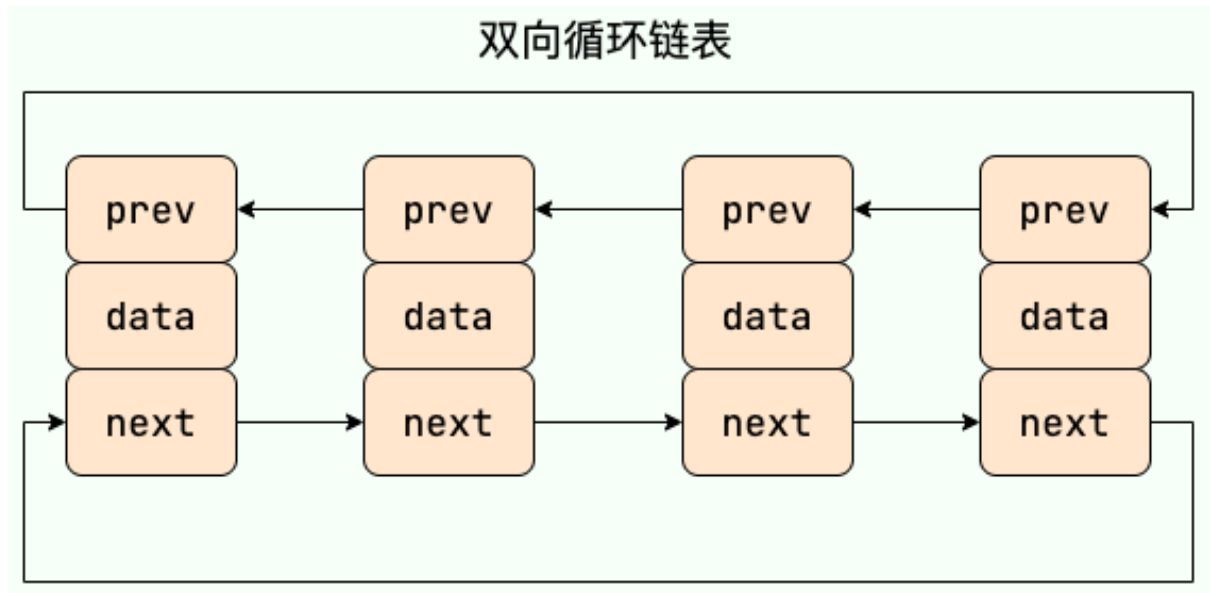 双向循环链表
prev prev prev prev
data data data data
next next next next